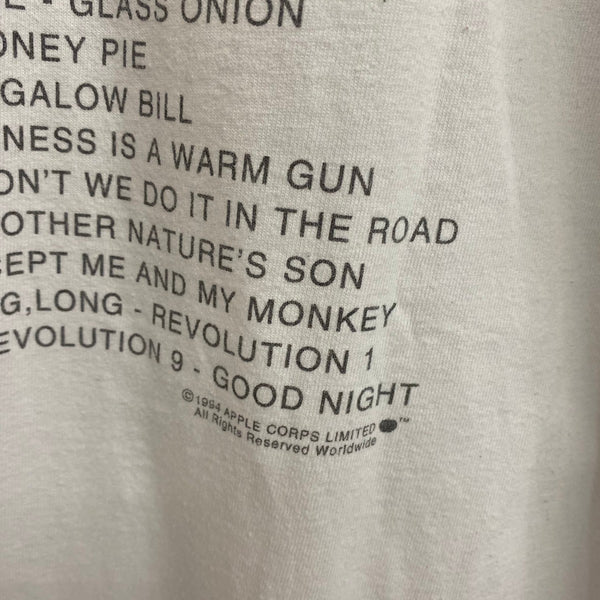 E - GLASS ONION
ONEY PIE
GALOW BILL
NESS IS A WARM GUN
ON'T WE DO IT IN THE ROAD
OTHER NATURE'S SON
CEPT ME AND MY MONKEY
G,LONG - REVOLUTION 1
EVOLUTION 9 - GOOD NIGHT
©1994 APPLE CORPS LIMITED ™
All Rights Reserved Worldwide